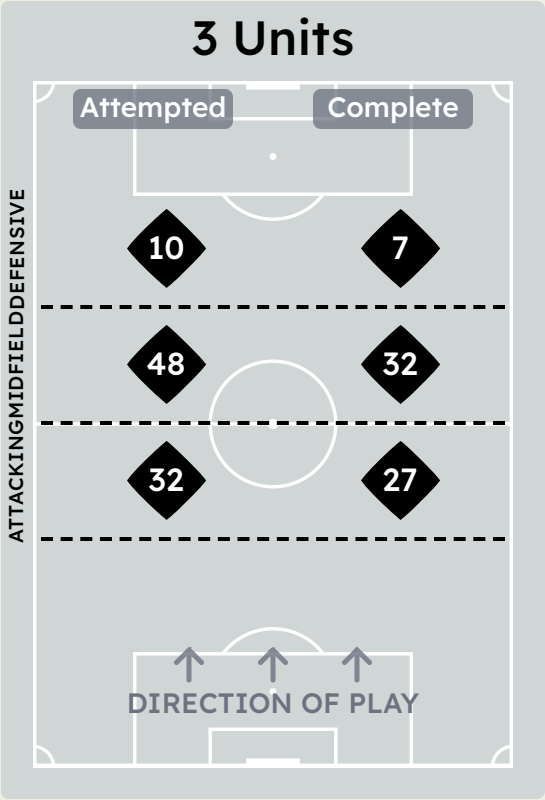 3 Units
Attempted
Complete
ATTACKINGMIDFIELDDEFENSIVE
10
7
48
32
32
27
DIRECTION OF PLAY